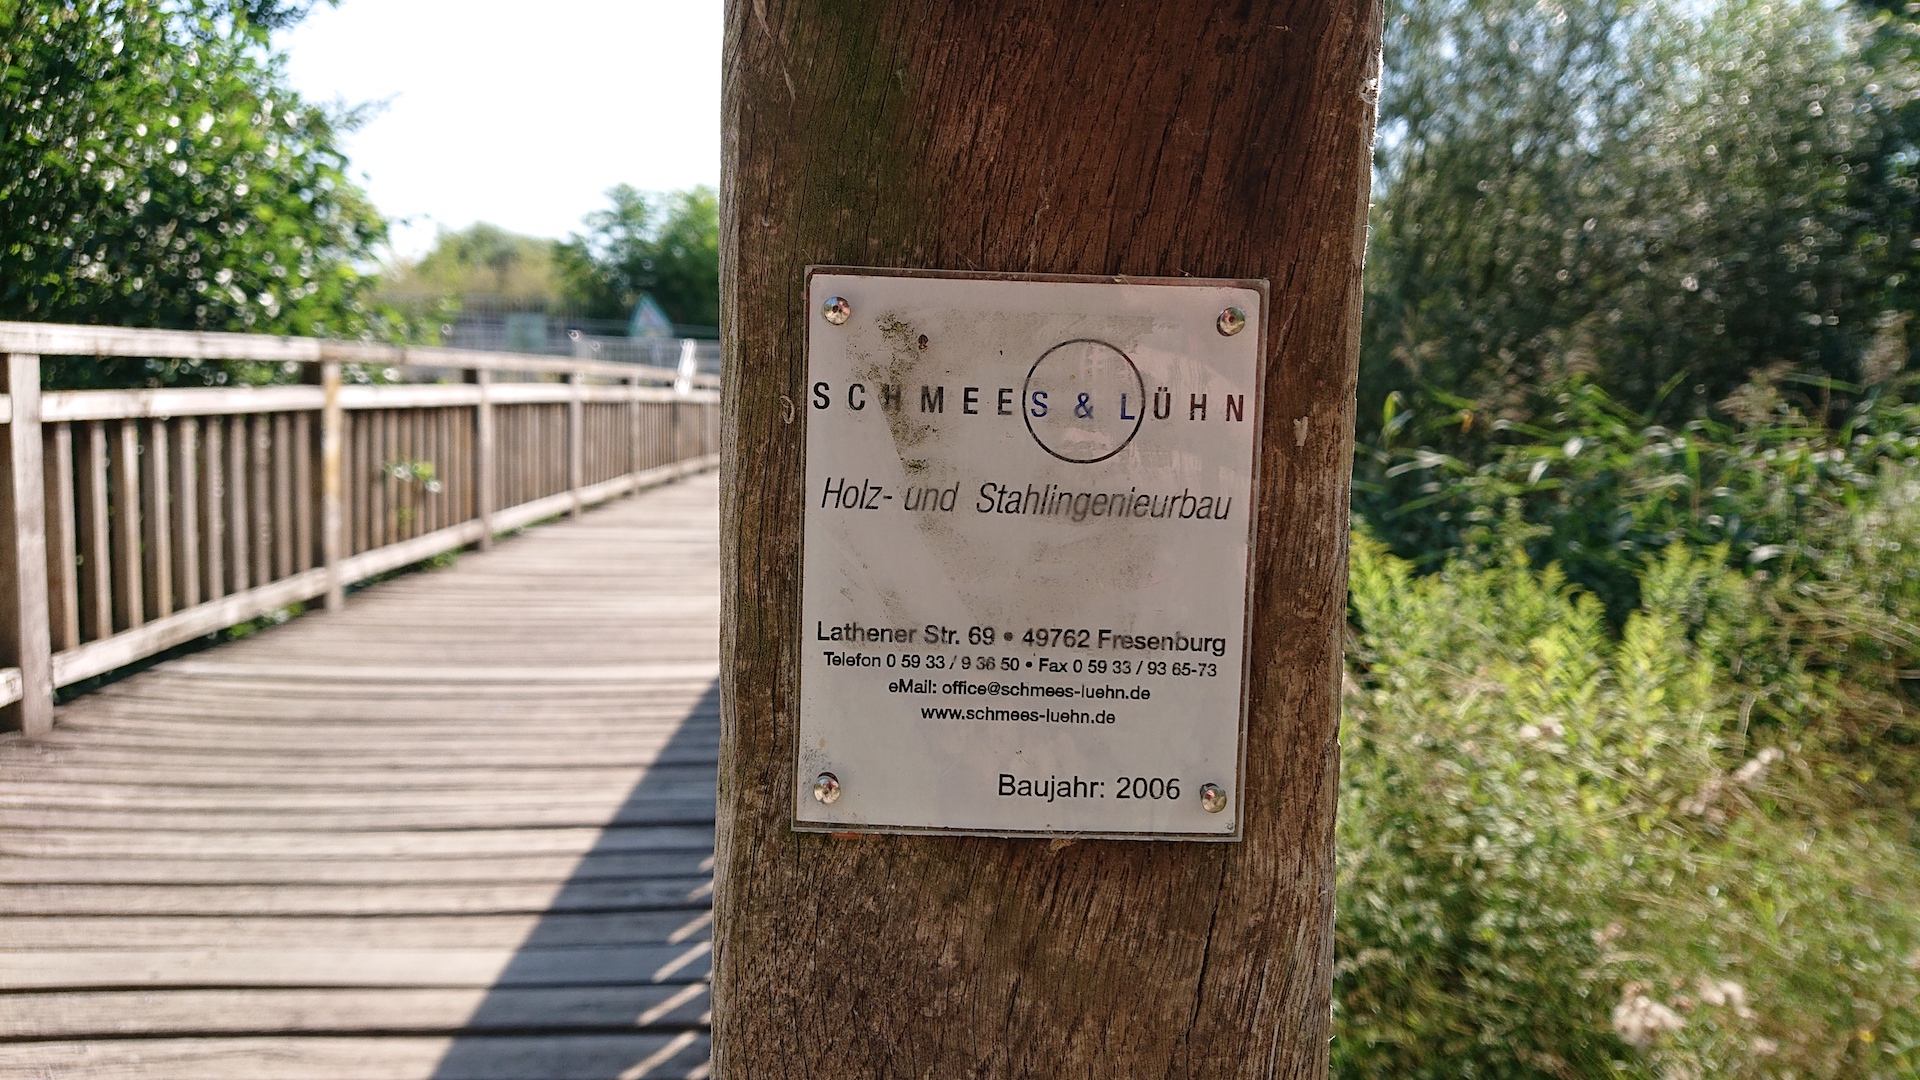 SCHMEES & LÜHN
Holz- und Stahlingenieurbau
Lathener Str. 69 • 49762 Fresenburg
Telefon 0 59 33 / 9 36 50 • Fax 0 59 33 / 93 65-73
eMail: office@schmees-luehn.de
www.schmees-luehn.de
Baujahr: 2006